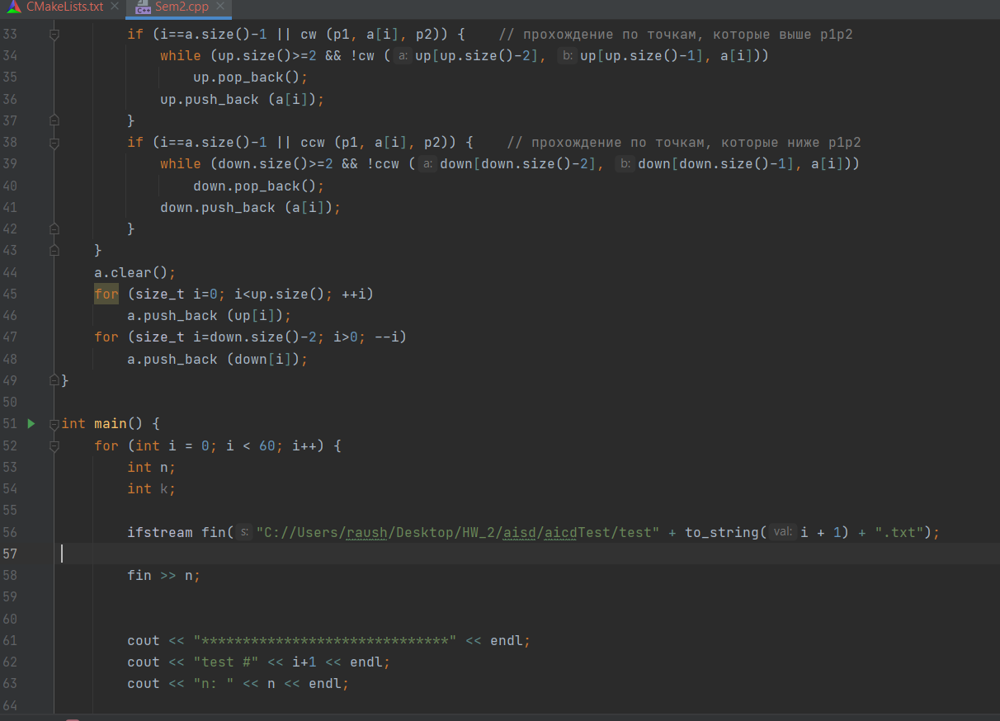 CMakeLists.txt × Sem2.cpp ×
33 if (i==a.size()-1 || cw (p1, a[i], p2)) { // прохождение по точкам, которые выше p1p2
34 while (up.size()>=2 && !cw ( a: up[up.size()-2], b: up[up.size()-1], a[i]))
35 up.pop_back();
36 up.push_back (a[i]);
37 }
38 if (i==a.size()-1 || ccw (p1, a[i], p2)) { // прохождение по точкам, которые ниже p1p2
39 while (down.size()>=2 && !ccw ( a: down[down.size()-2], b: down[down.size()-1], a[i]))
40 down.pop_back();
41 down.push_back (a[i]);
42 }
43 }
44 a.clear();
45 for (size_t i=0; i<up.size(); ++i)
46 a.push_back (up[i]);
47 for (size_t i=down.size()-2; i>0; --i)
48 a.push_back (down[i]);
49 }
50
51 int main() {
52 for (int i = 0; i < 60; i++) {
53 int n;
54 int k;
55
56 ifstream fin( s: "C://Users/raush/Desktop/HW_2/aisd/aicdTest/test" + to_string( val: i + 1) + ".txt");
57
58 fin >> n;
59
60
61 cout << "******************************" << endl;
62 cout << "test #" << i+1 << endl;
63 cout << "n: " << n << endl;
64